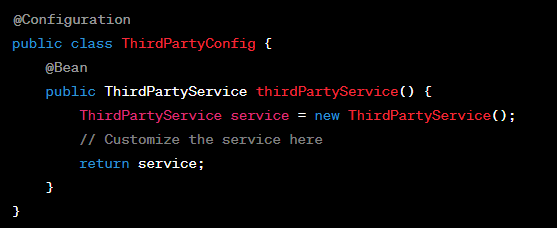 @Configuration
public class ThirdPartyConfig {
    @Bean
    public ThirdPartyService thirdPartyService() {
        ThirdPartyService service = new ThirdPartyService();
        // Customize the service here
        return service;
    }
}